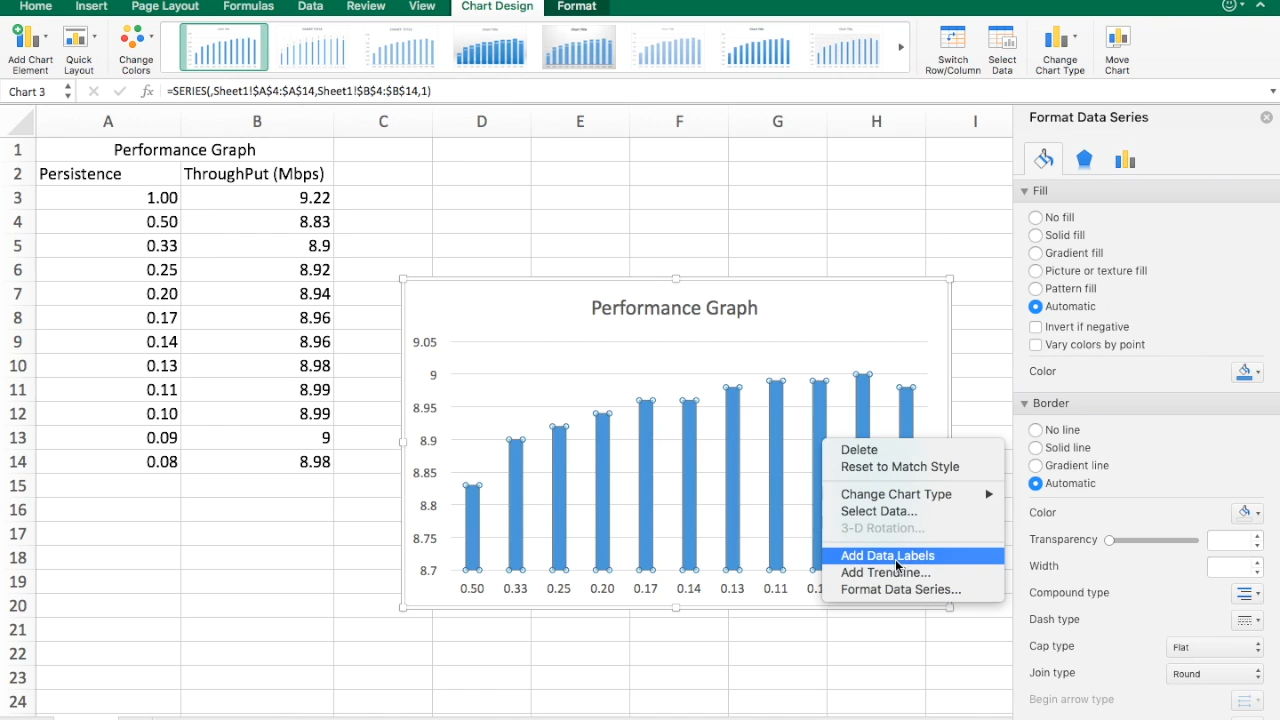 Home Insert Page Layout Formulas Data Review View Chart Design Format
Add Chart Element
Quick Layout
Change Colors
Switch Row/Column
Select Data
Change Chart Type
Move Chart
Chart 3 fx =SERIES(,Sheet1!$A$4:$A$14,Sheet1!$B$4:$B$14,1)
A B C D E F G H I
1 Performance Graph
2 Persistence ThroughPut (Mbps)
3 1.00 9.22
4 0.50 8.83
5 0.33 8.9
6 0.25 8.92
7 0.20 8.94
8 0.17 8.96
9 0.14 8.96
10 0.13 8.98
11 0.11 8.99
12 0.10 8.99
13 0.09 9
14 0.08 8.98
15
16
17
18
19
20
21
22
23
24
Performance Graph
9.05
9
8.95
8.9
8.85
8.8
8.75
8.7
0.50 0.33 0.25 0.20 0.17 0.14 0.13 0.11
Delete
Reset to Match Style
Change Chart Type
Select Data...
3-D Rotation...
Add Data Labels
Add Trendline...
Format Data Series...
Format Data Series
Fill
No fill
Solid fill
Gradient fill
Picture or texture fill
Pattern fill
Automatic
Invert if negative
Vary colors by point
Color
Border
No line
Solid line
Gradient line
Automatic
Color
Transparency
Width
Compound type
Dash type
Cap type Flat
Join type Round
Begin arrow type